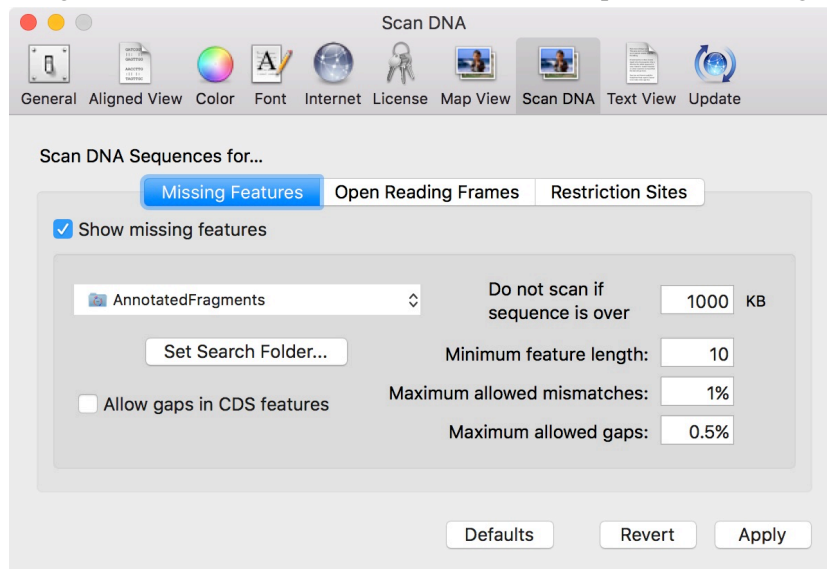 Scan DNA
General Aligned View Color Font Internet License Map View Scan DNA Text View Update
Scan DNA Sequences for...
Missing Features Open Reading Frames Restriction Sites
Show missing features
AnnotatedFragments
Do not scan if
sequence is over 1000 KB
Set Search Folder...
Minimum feature length: 10
Allow gaps in CDS features
Maximum allowed mismatches: 1%
Maximum allowed gaps: 0.5%
Defaults Revert Apply